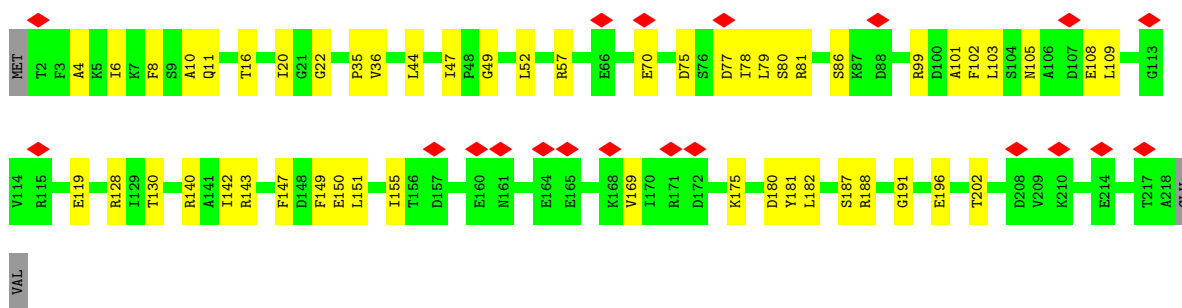 MET T2 F3 A4 K5 I6 K7 F8 S9 A10 Q11 T16 I20 G21 G22 P35 V36 L44 I47 P48 G49 L52 R57 E66 E70 D75 S76 D77 I78 L79 S80 R81 S86 K87 D88 R99 D100 A101 F102 L103 S104 N105 A106 D107 E108 L109 G113
V114 R115 E119 R128 I129 T130 R140 A141 I142 R143 F147 D148 F149 E150 L151 I155 T156 D157 E160 N161 E164 E165 K168 V169 I170 R171 D172 K175 D180 Y181 L182 S187 R188 G191 E196 T202 D208 V209 K210 E214 T217 A218
VAL